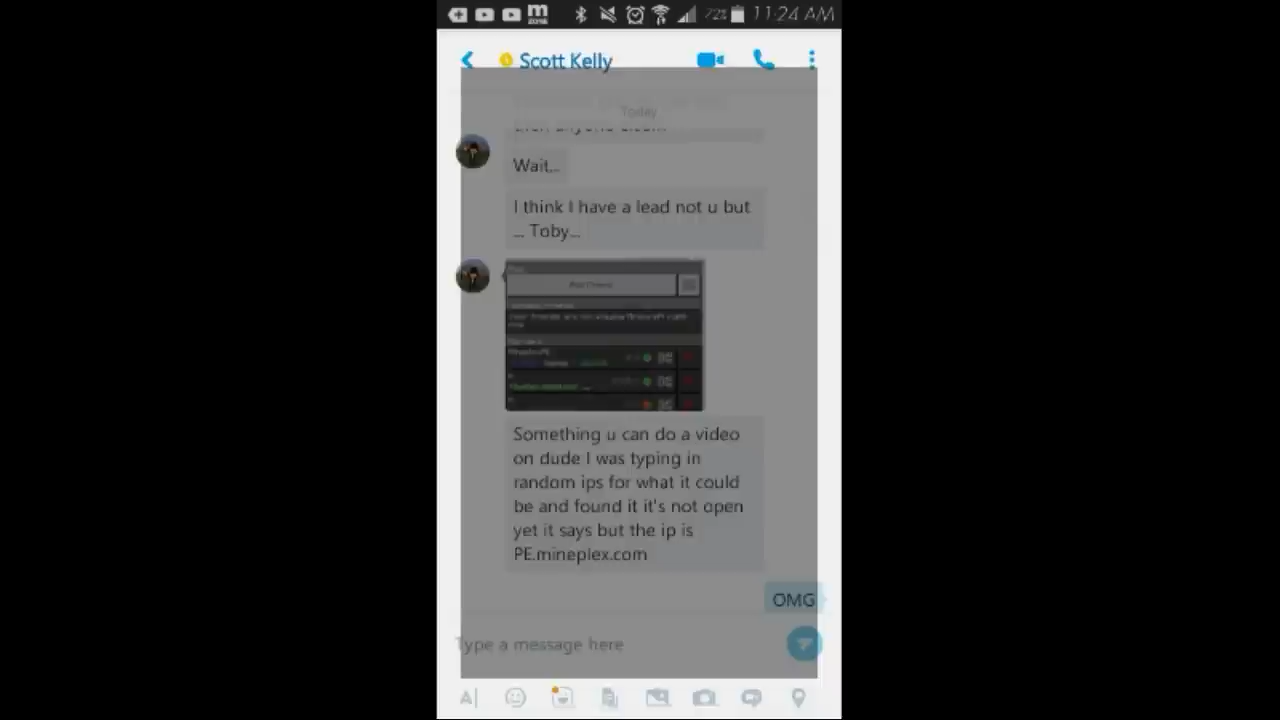 72% 11:24 AM
Scott Kelly
Today
Wait...
I think I have a lead not u but
... Toby...
Something u can do a video
on dude I was typing in
random ips for what it could
be and found it it's not open
yet it says but the ip is
PE.mineplex.com
OMG
Type a message here